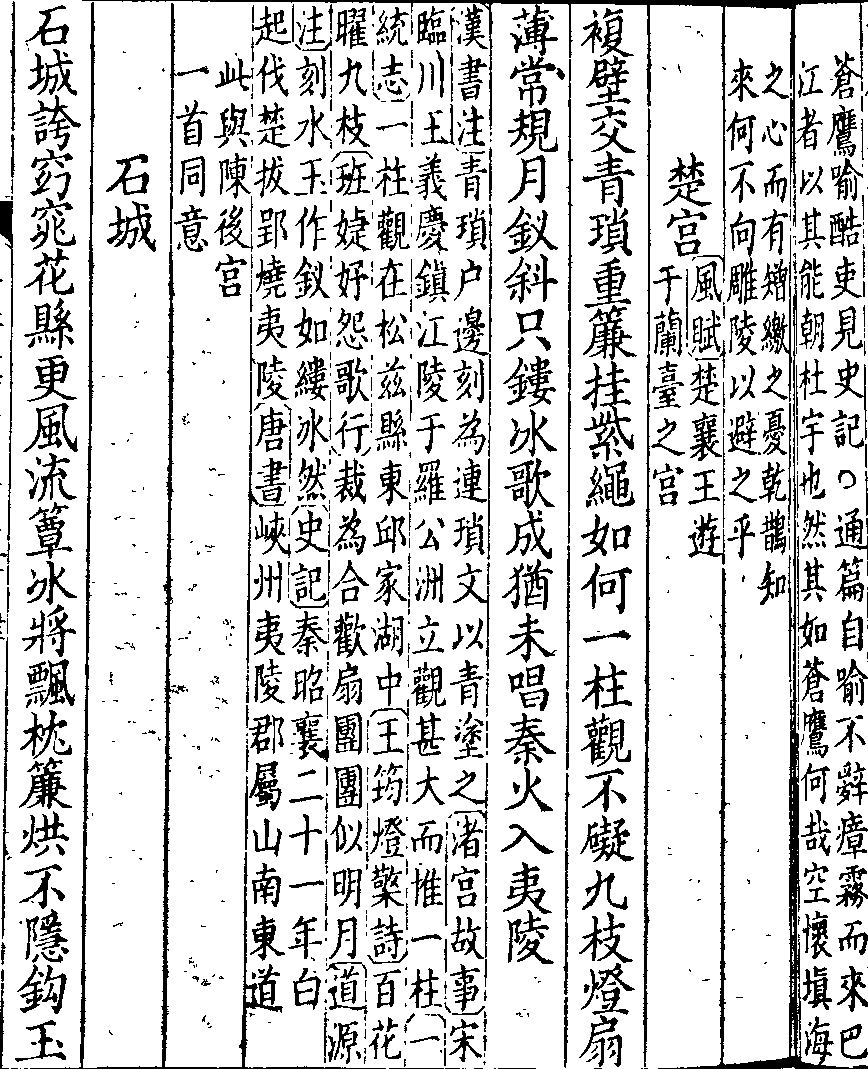 蒼鷹喻酷吏見史記〇通篇自喻不辭瘴霧而來巴
江者以其能朝杜宇也然其如蒼鷹何哉空懷塡海
之心而有矰繳之憂乾鵲知
來何不向雕陵以避之乎
楚宮
風賦楚襄王遊
于蘭臺之宮
複壁交青瑣重簾挂紫繩如何一柱觀不礙九枝燈扇
薄常規月釵斜只鏤冰歌成猶未唱秦火入夷陵
漢書注青瑣户邊刻為連瑣文以青塗之渚宮故事宋
臨川王義慶鎭江陵于羅公洲立觀甚大而惟一柱一
統志一柱觀在松茲縣東邱家湖中王筠燈檠詩百花
曜九枝班婕妤怨歌行裁為合歡扇團團似明月道源
注刻水玉作釵如縷冰然史記秦昭襄二十一年白
起伐楚拔郢燒夷陵唐書峽州夷陵郡屬山南東道
此與陳後宮
一首同意
石城
石城誇窈窕花縣更風流簟冰將飄枕簾烘不隱鈎玉